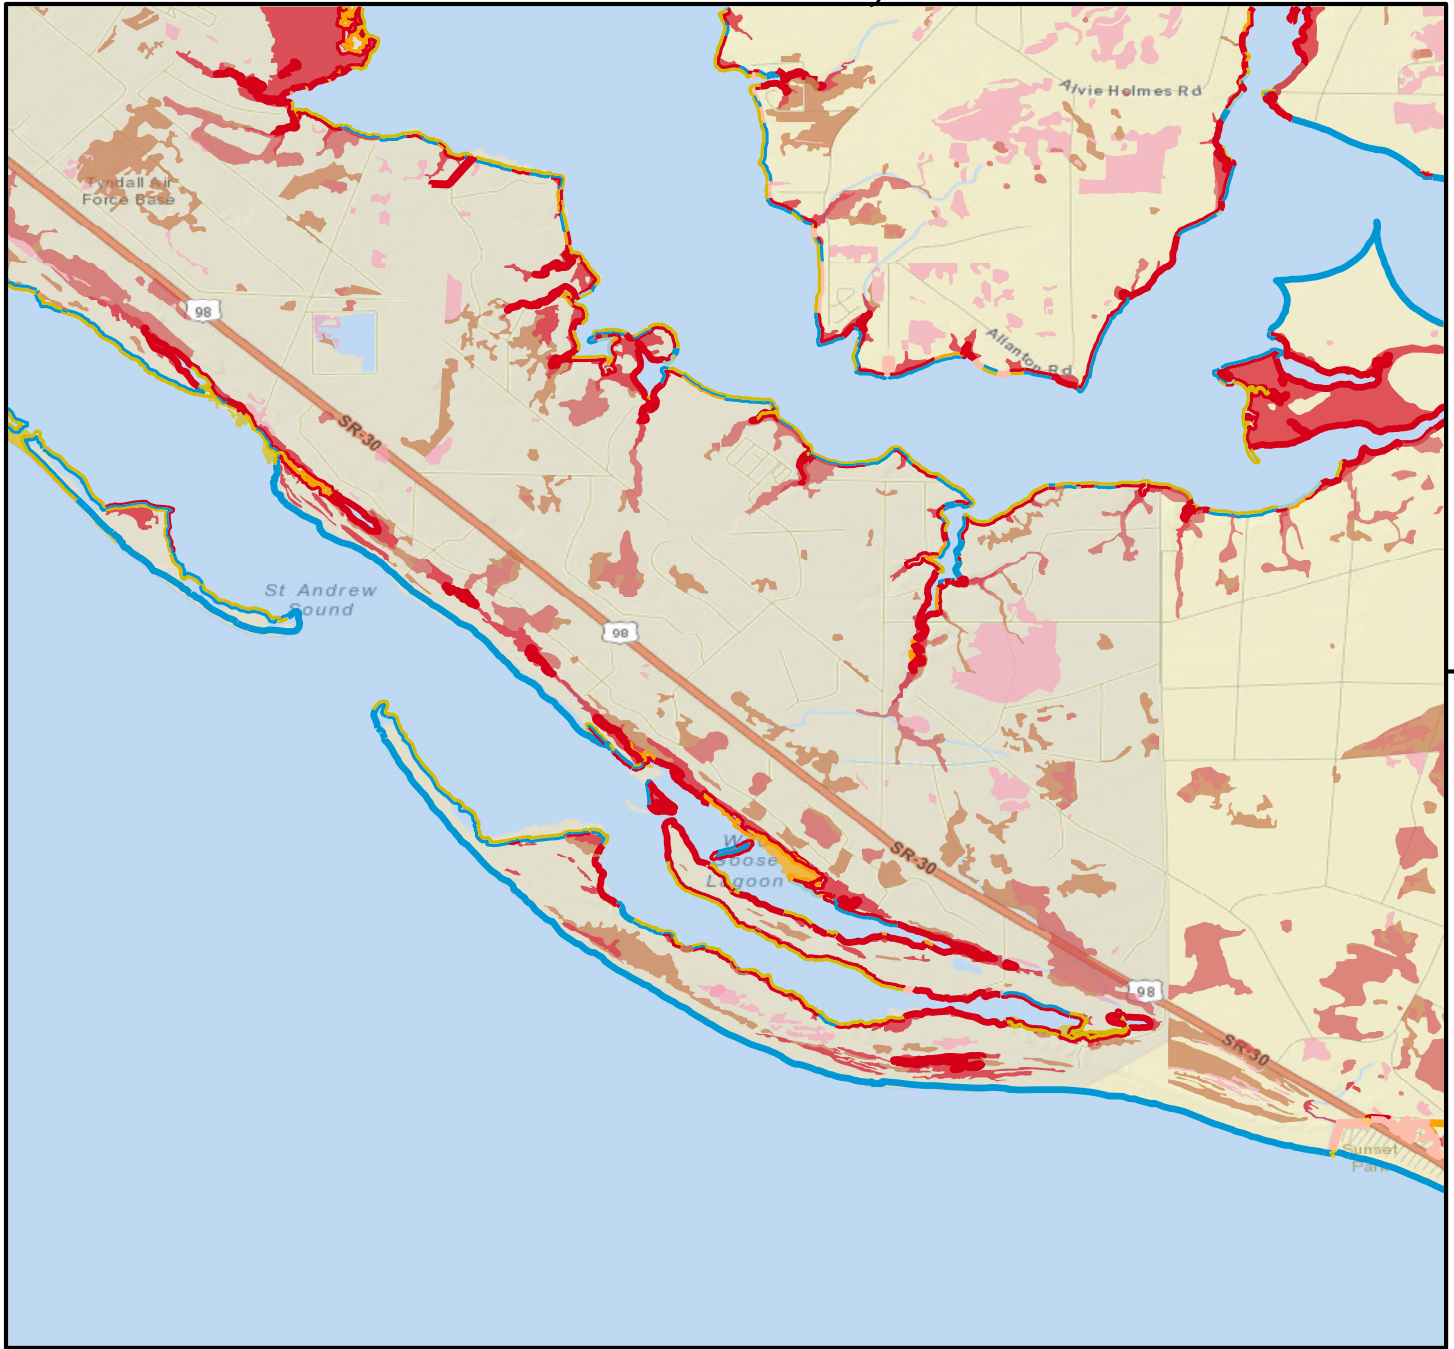 Alvie Holmes Rd
Tyndall Air
Force Base
98
Allanton Rd
SR-30
St Andrew
Sound
98
SR-30
Goose
Lagoon
98
SR-30
Sunset